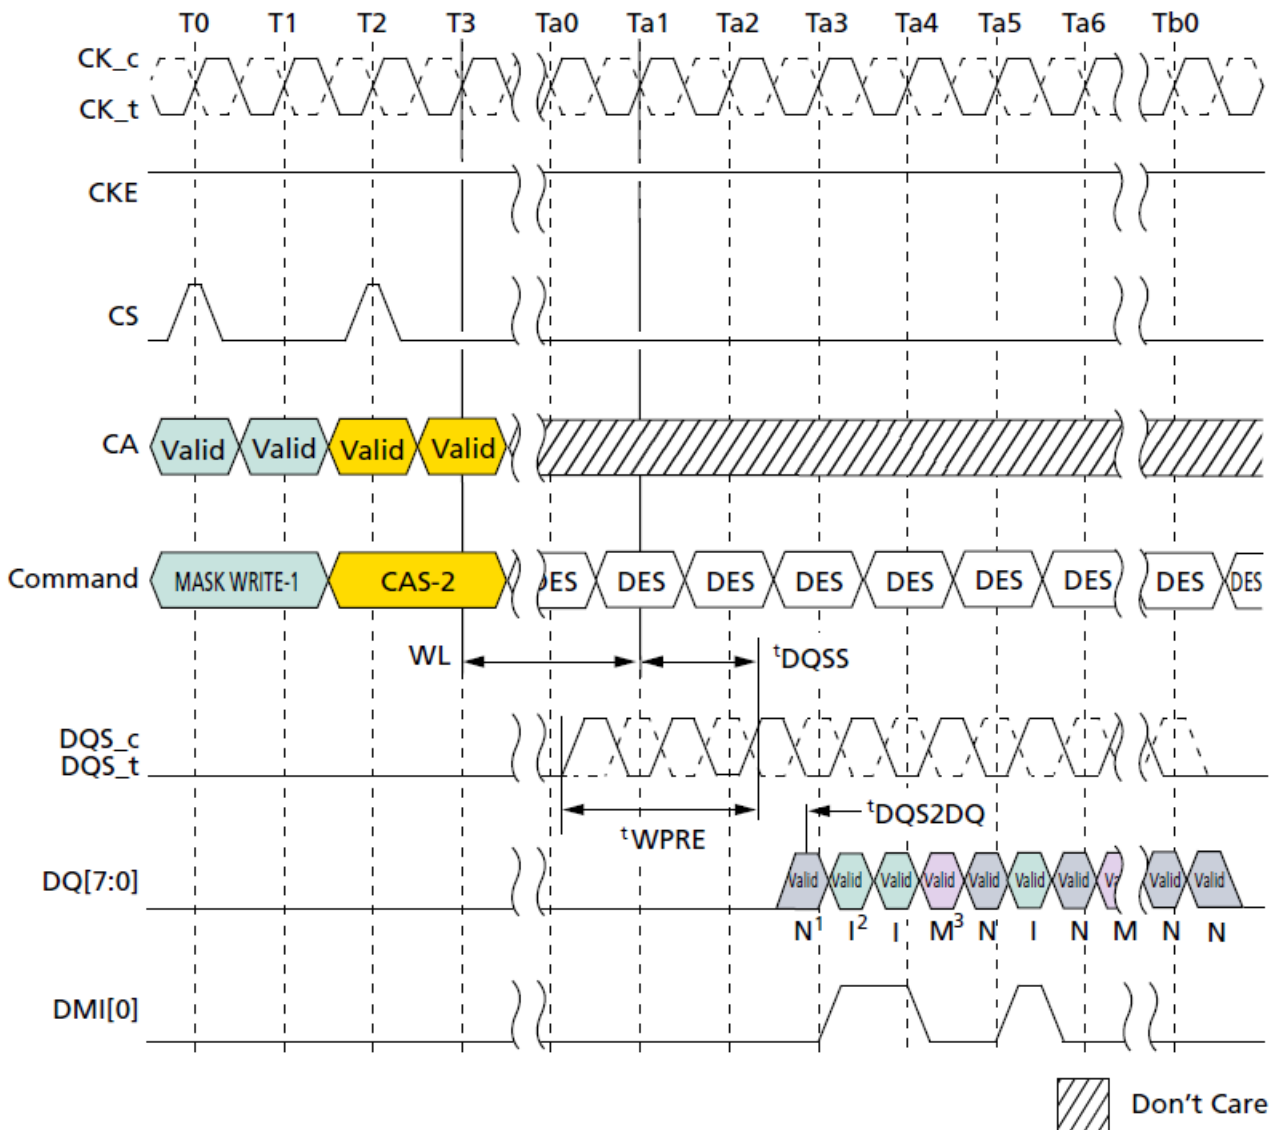 T0 T1 T2 T3 Ta0 Ta1 Ta2 Ta3 Ta4 Ta5 Ta6 Tb0
CK_c
CK_t
CKE
CS
CA Valid Valid Valid Valid
Command MASK WRITE-1 CAS-2 DES DES DES DES DES DES DES DES DES
WL tDQSS
DQS_c
DQS_t
tDQS2DQ
tWPRE
DQ[7:0] Valid Valid Valid Valid Valid Valid Valid Va Valid Valid
N1 I2 I M3 N I N M N N
DMI[0]
Don't Care